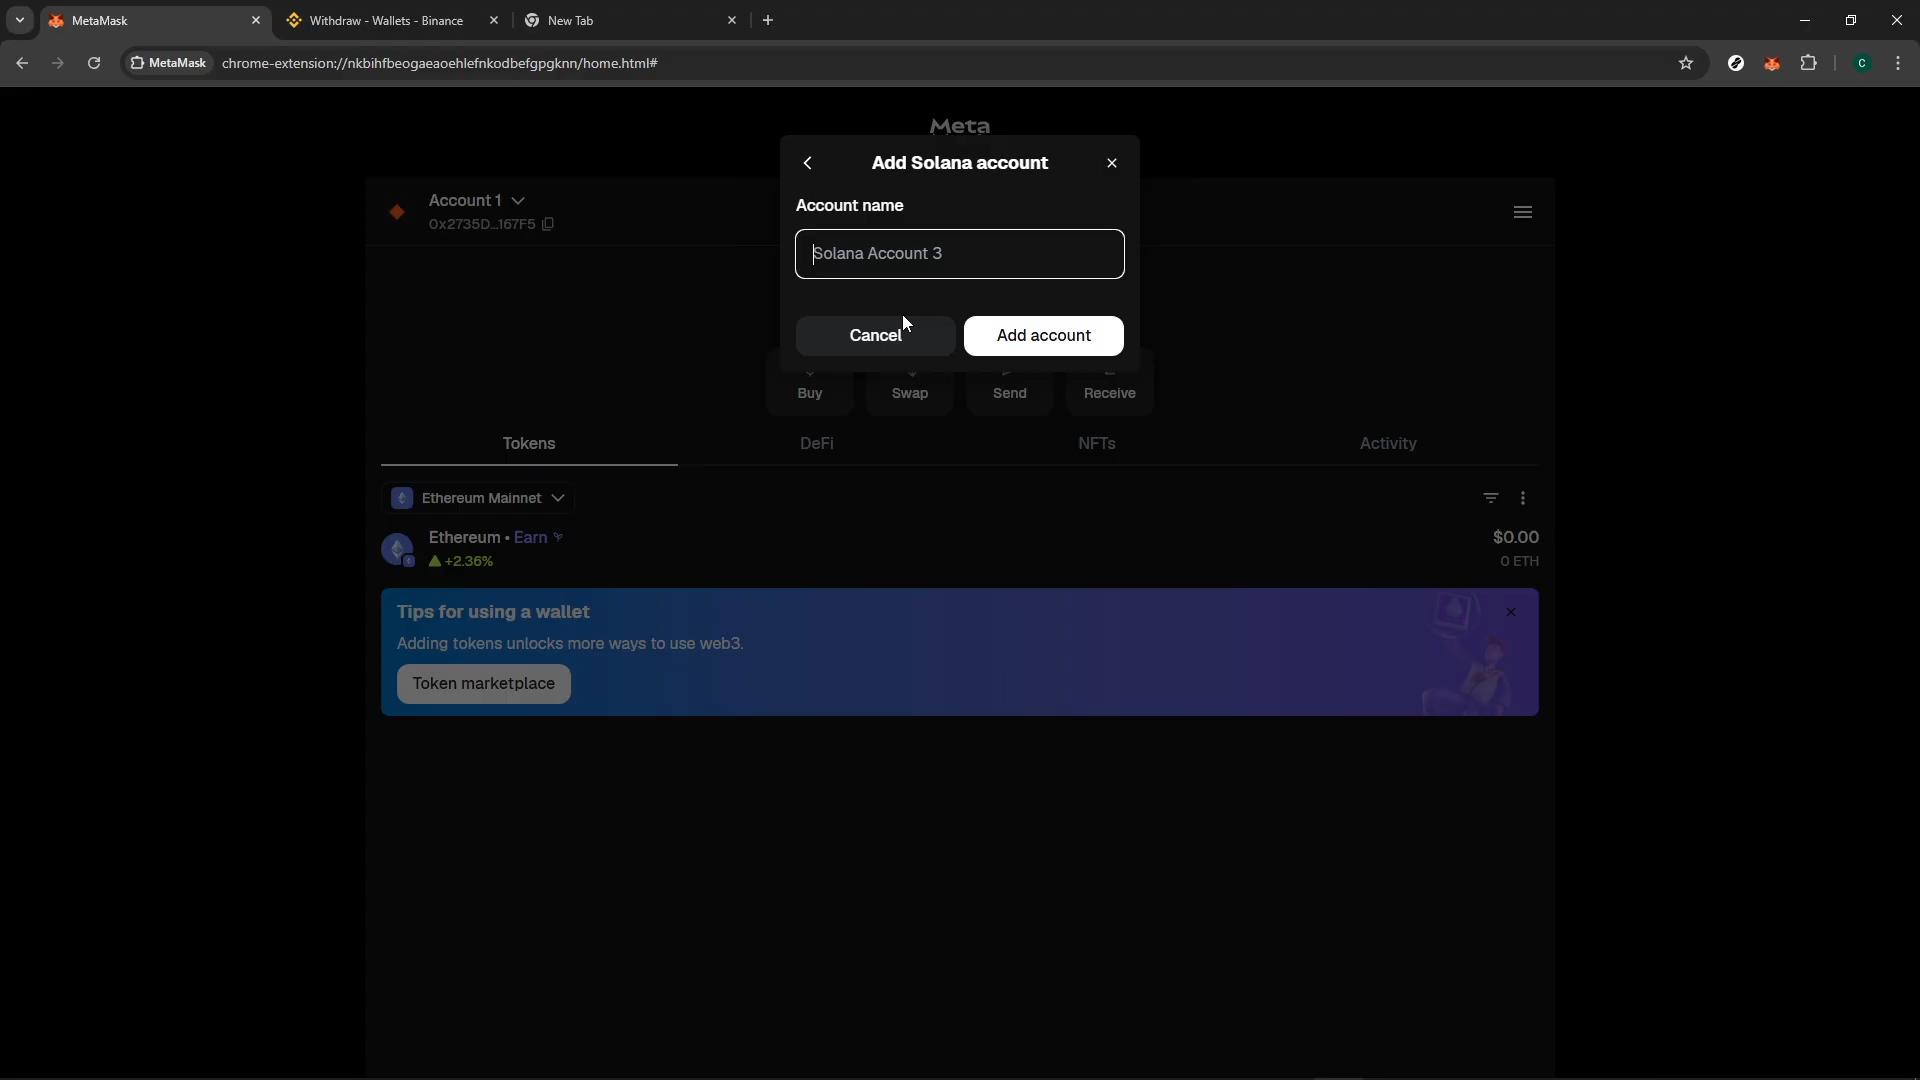 MetaMask
Withdraw - Wallets - Binance
New Tab
MetaMask
chrome-extension://nkbihfbeogaeaoehlefnkodbefgpgknn/home.html#
C
Meta
Add Solana account
Account 1
0x2735D...167F5
Account name
Solana Account 3
Cancel
Add account
Buy
Swap
Send
Receive
Tokens
DeFi
NFTs
Activity
Ethereum Mainnet
Ethereum • Earn
$0.00
+2.36%
0 ETH
Tips for using a wallet
Adding tokens unlocks more ways to use web3.
Token marketplace